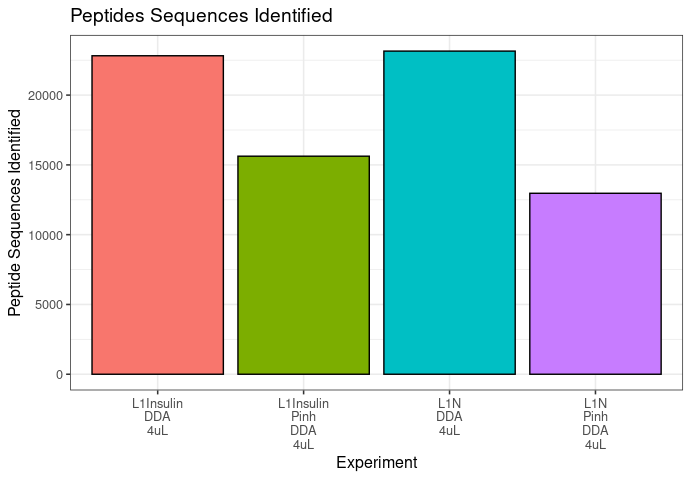 Peptides Sequences Identified
Peptide Sequences Identified
20000
15000
10000
5000
0
L1Insulin
DDA
4uL
L1Insulin
Pinh
DDA
4uL
L1N
DDA
4uL
L1N
Pinh
DDA
4uL
Experiment